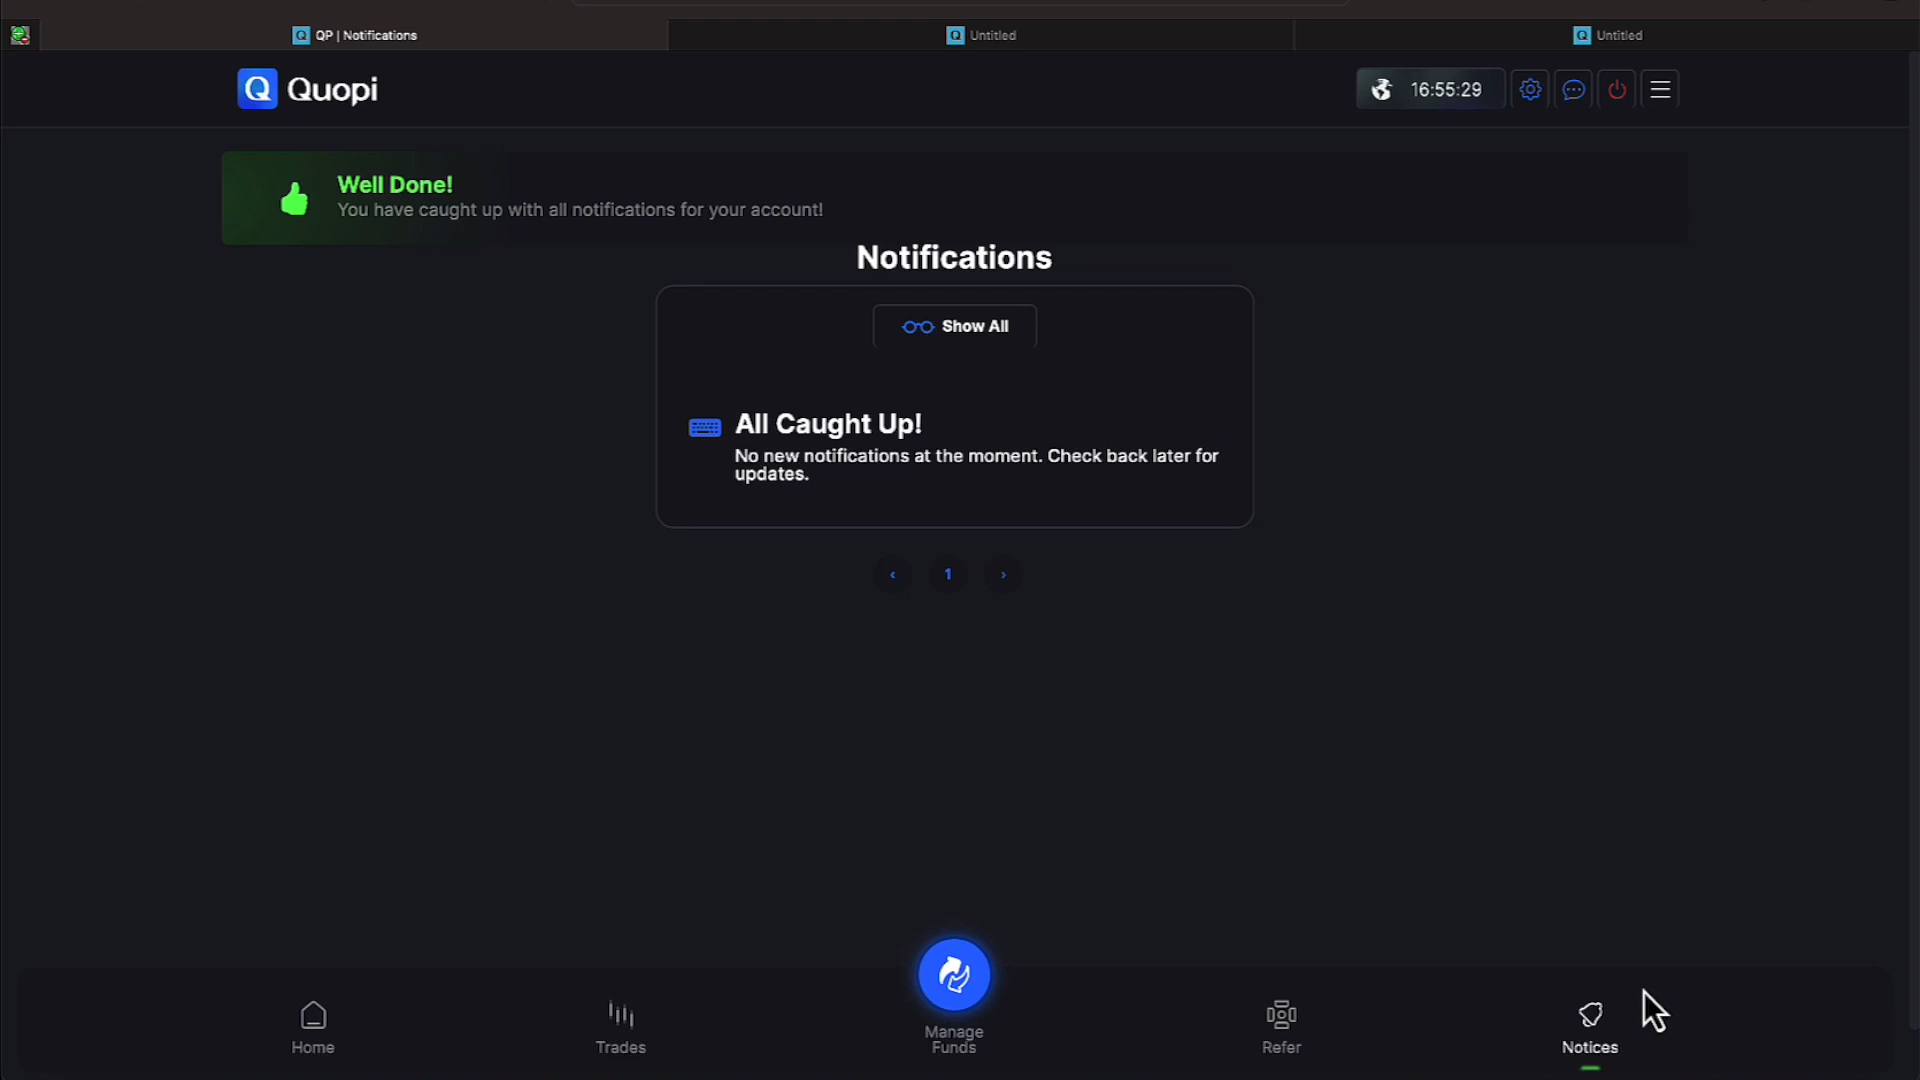 QP | Notifications
Untitled
Untitled
Quopi
16:55:29
Well Done!
You have caught up with all notifications for your account!
Notifications
Show All
All Caught Up!
No new notifications at the moment. Check back later for
updates.
‹ 1 ›
Home
Trades
Manage
Funds
Refer
Notices